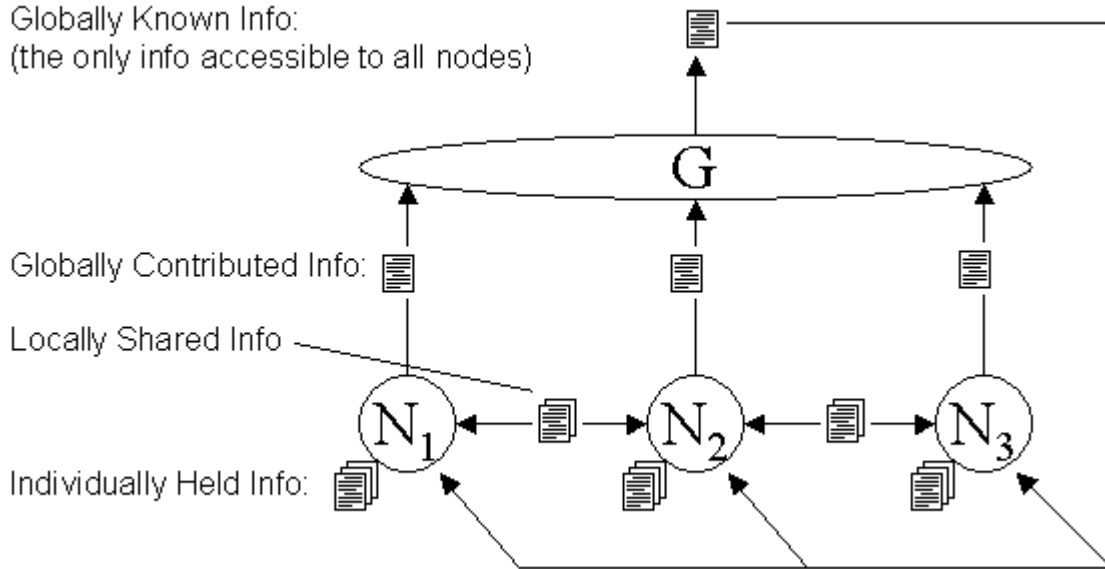 Globally Known Info:
(the only info accessible to all nodes)
G
Globally Contributed Info:
Locally Shared Info
N₁ N₂ N₃
Individually Held Info: